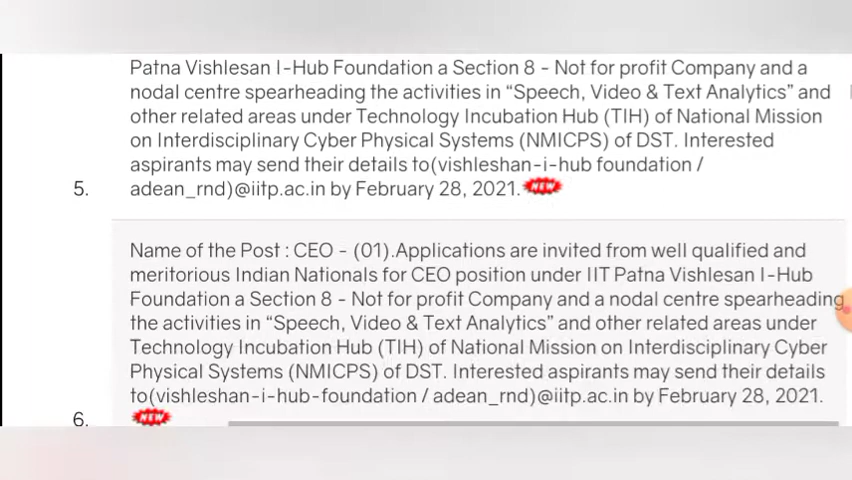 Patna Vishlesan I-Hub Foundation a Section 8 - Not for profit Company and a
nodal centre spearheading the activities in “Speech, Video & Text Analytics” and
other related areas under Technology Incubation Hub (TIH) of National Mission
on Interdisciplinary Cyber Physical Systems (NMICPS) of DST. Interested
aspirants may send their details to(vishleshan-i-hub foundation /
5. adean_rnd)@iitp.ac.in by February 28, 2021. NEW
Name of the Post : CEO - (01).Applications are invited from well qualified and
meritorious Indian Nationals for CEO position under IIT Patna Vishlesan I-Hub
Foundation a Section 8 - Not for profit Company and a nodal centre spearheading
the activities in “Speech, Video & Text Analytics” and other related areas under
Technology Incubation Hub (TIH) of National Mission on Interdisciplinary Cyber
Physical Systems (NMICPS) of DST. Interested aspirants may send their details
to(vishleshan-i-hub-foundation / adean_rnd)@iitp.ac.in by February 28, 2021.
6. NEW